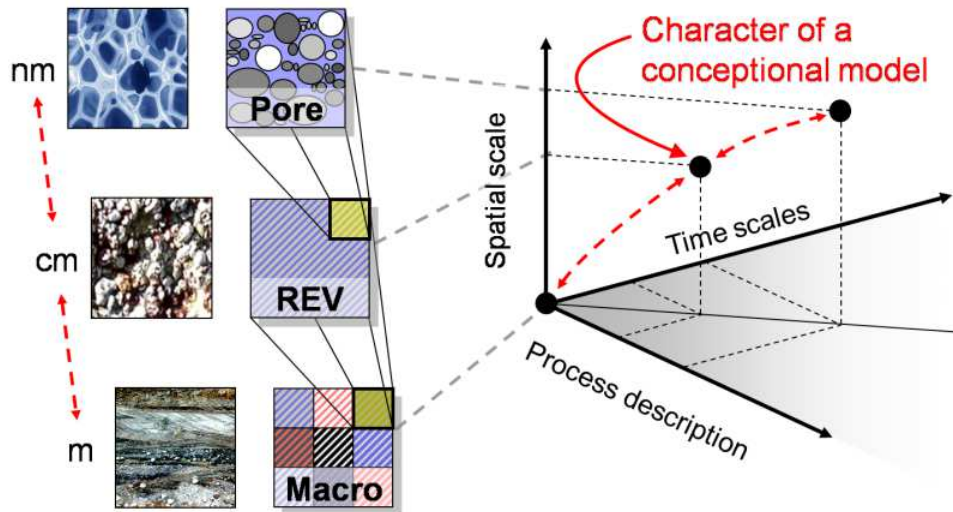 nm
Pore
cm
REV
m
Macro
Character of a
conceptional model
Spatial scale
Time scales
Process description